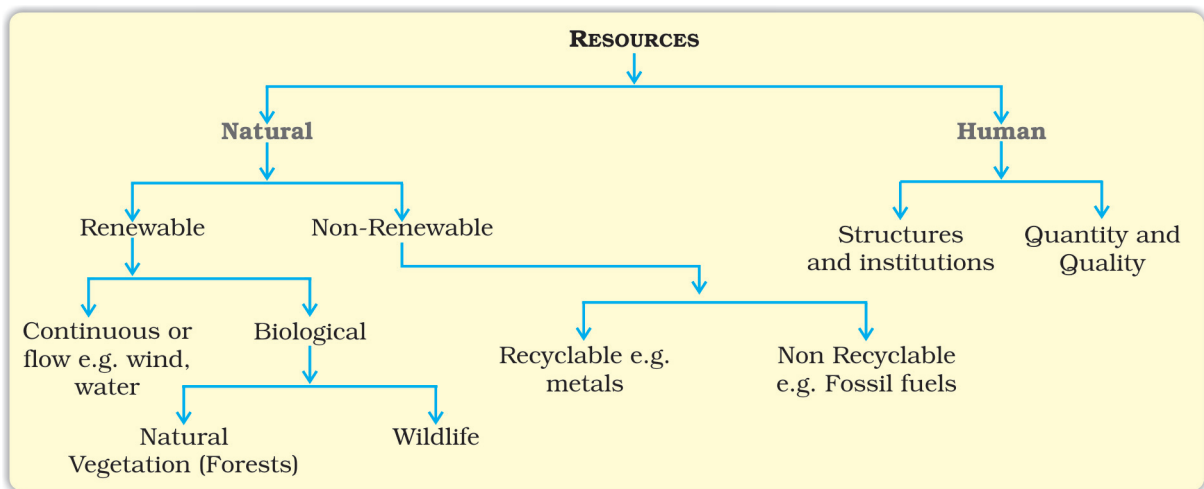 RESOURCES
Natural
Human
Renewable
Non-Renewable
Structures
and institutions
Quantity and
Quality
Continuous or
flow e.g. wind,
water
Biological
Recyclable e.g.
metals
Non Recyclable
e.g. Fossil fuels
Natural
Vegetation (Forests)
Wildlife